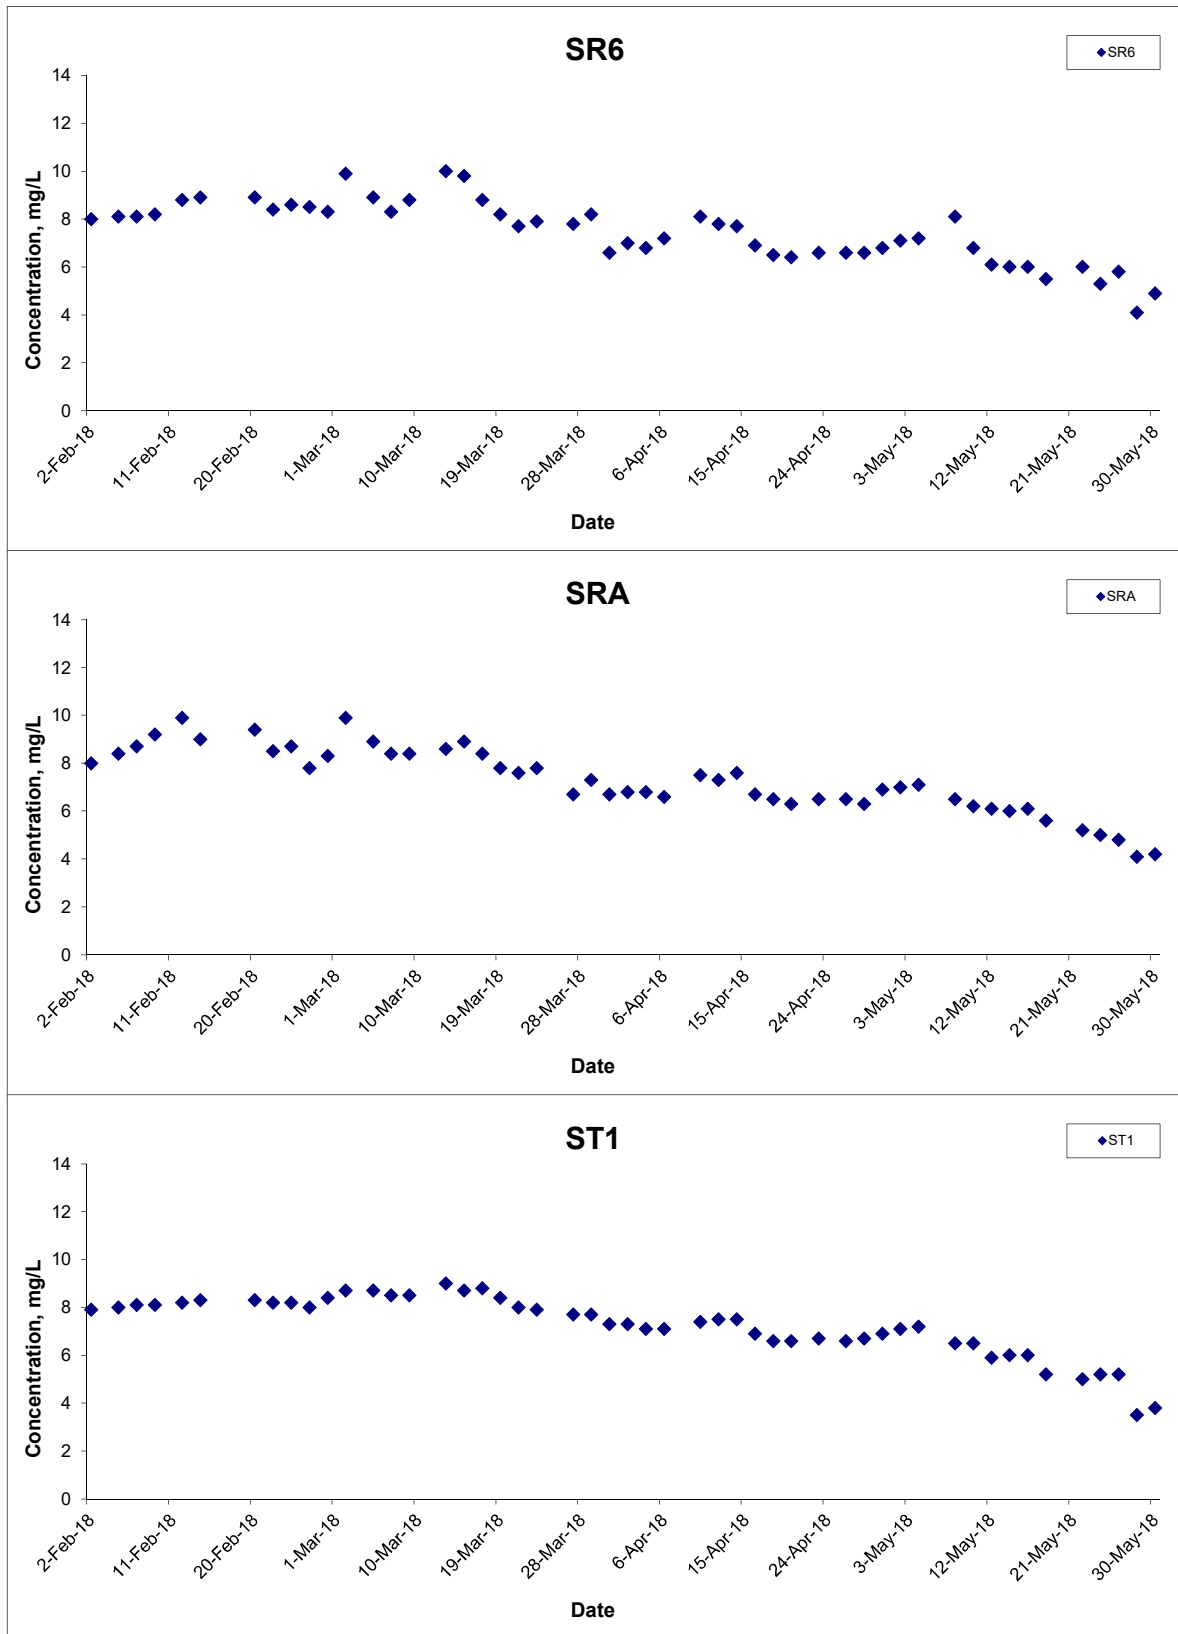 SR6
SR6
14
12
10
8
6
4
2
0
Concentration, mg/L
2-Feb-18
11-Feb-18
20-Feb-18
1-Mar-18
10-Mar-18
19-Mar-18
28-Mar-18
6-Apr-18
15-Apr-18
24-Apr-18
3-May-18
12-May-18
21-May-18
30-May-18
Date
SRA
SRA
14
12
10
8
6
4
2
0
Concentration, mg/L
2-Feb-18
11-Feb-18
20-Feb-18
1-Mar-18
10-Mar-18
19-Mar-18
28-Mar-18
6-Apr-18
15-Apr-18
24-Apr-18
3-May-18
12-May-18
21-May-18
30-May-18
Date
ST1
ST1
14
12
10
8
6
4
2
0
Concentration, mg/L
2-Feb-18
11-Feb-18
20-Feb-18
1-Mar-18
10-Mar-18
19-Mar-18
28-Mar-18
6-Apr-18
15-Apr-18
24-Apr-18
3-May-18
12-May-18
21-May-18
30-May-18
Date